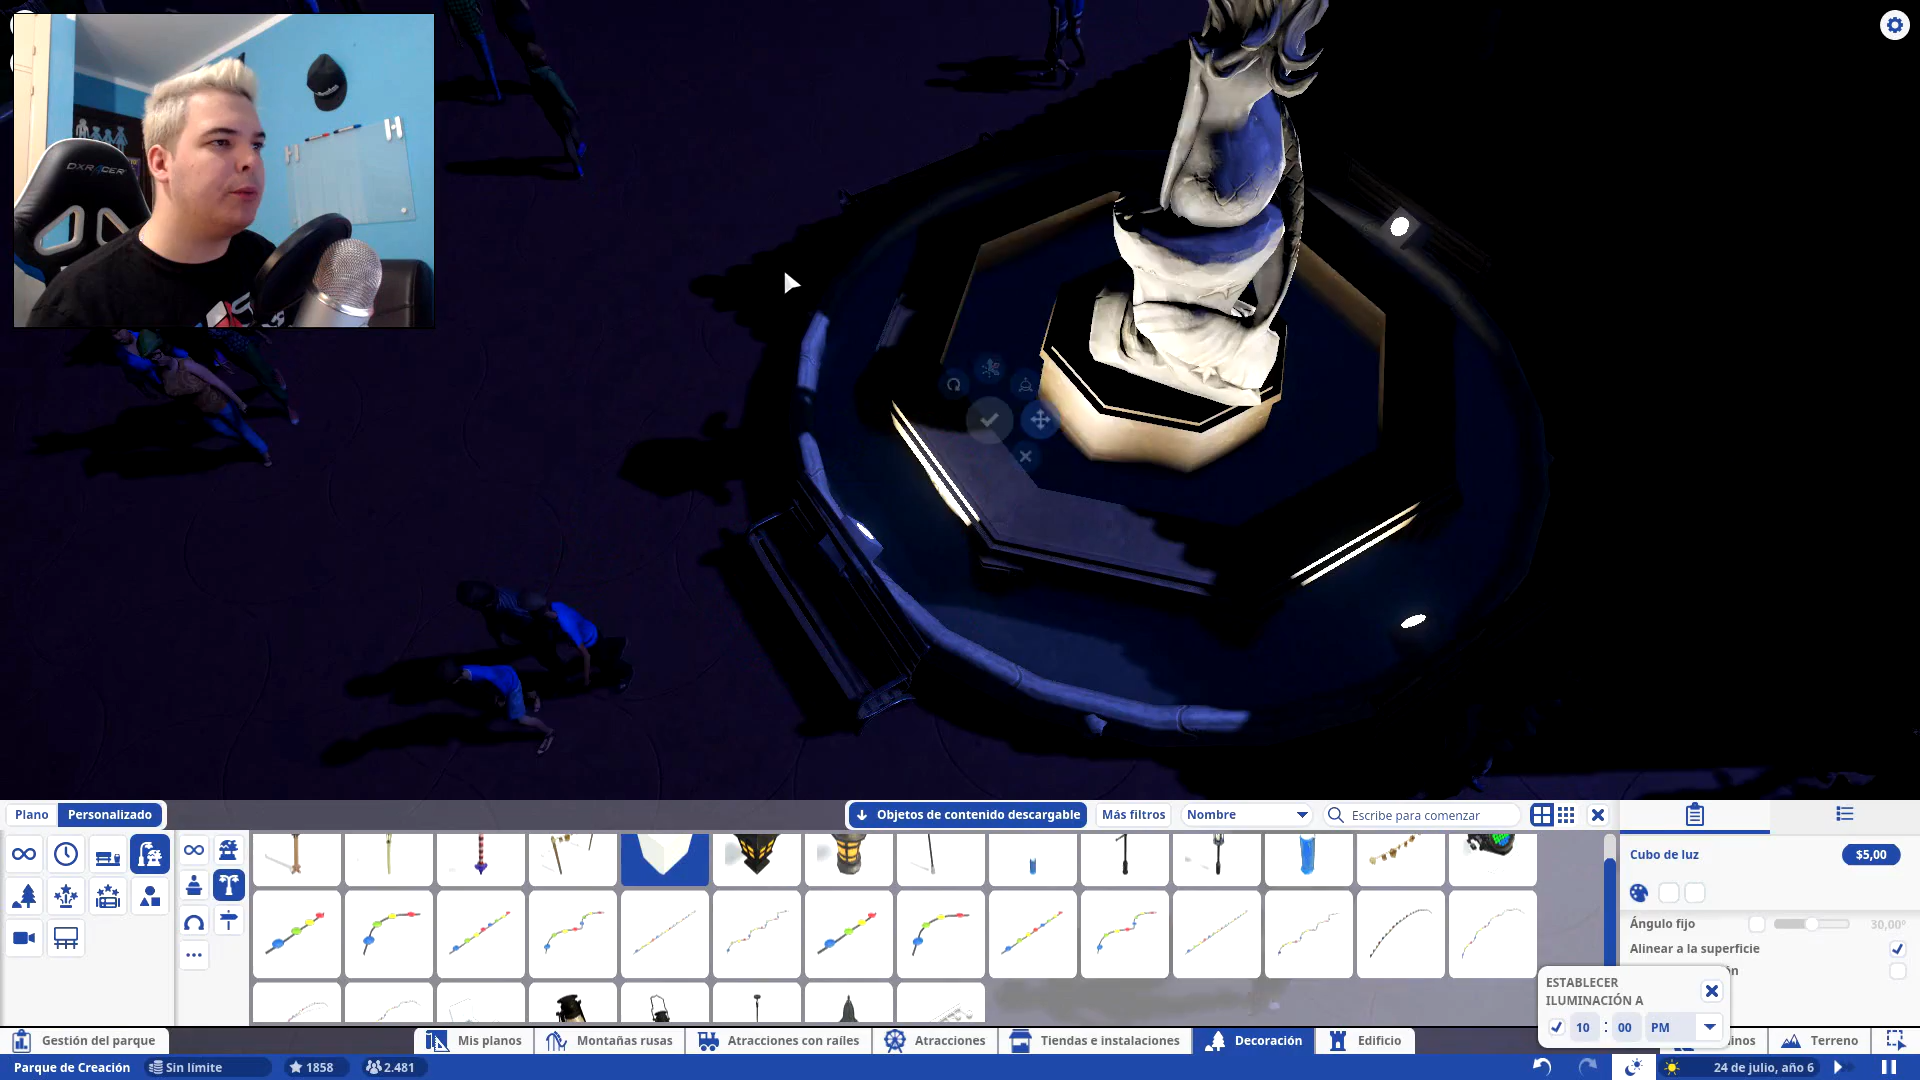 DXRACER
Plano
Personalizado
Objetos de contenido descargable
Más filtros
Nombre
Escribe para comenzar
Cubo de luz
$5,00
Ángulo fijo
30,00°
Alinear a la superficie
ESTABLECER
ILUMINACIÓN A
10 : 00 PM
Gestión del parque
Mis planos
Montañas rusas
Atracciones con raíles
Atracciones
Tiendas e instalaciones
Decoración
Edificio
Terreno
Parque de Creación
Sin límite
1858
2.481
24 de julio, año 6